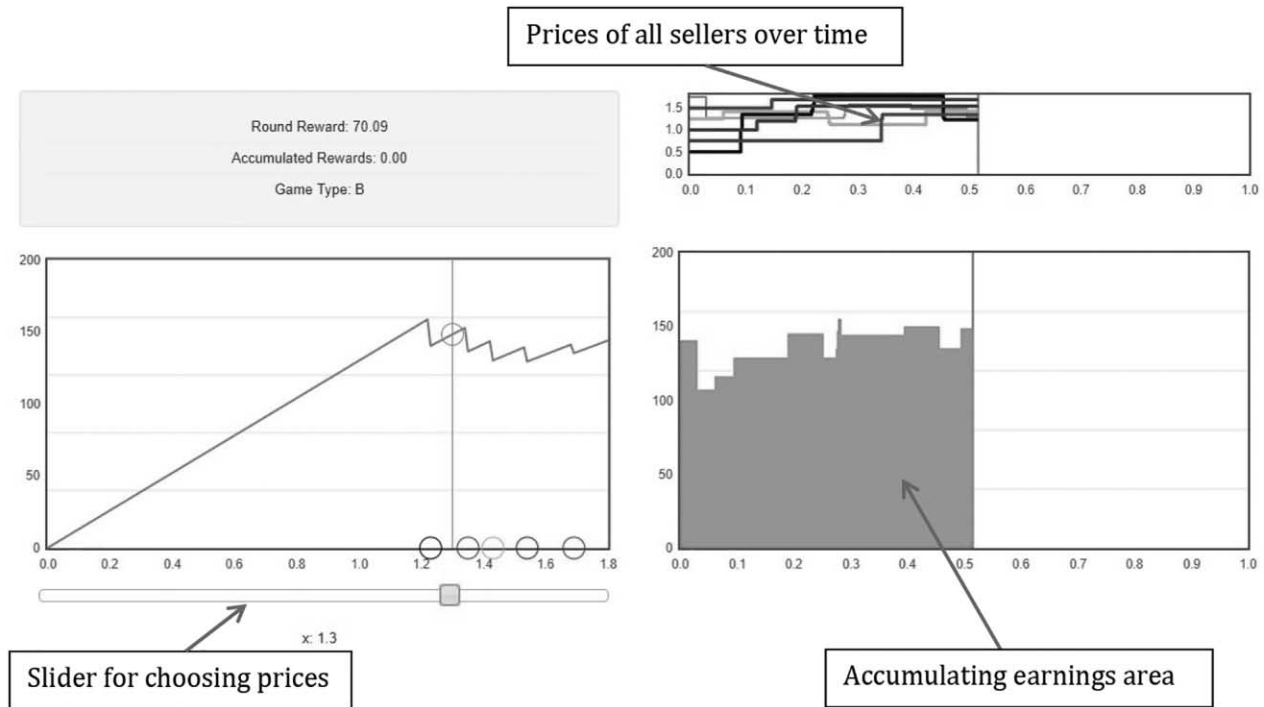 Prices of all sellers over time
Round Reward: 70.09
Accumulated Rewards: 0.00
Game Type: B
1.5
1.0
0.5
0.0
0.0 0.1 0.2 0.3 0.4 0.5 0.6 0.7 0.8 0.9 1.0
200
150
100
50
0
0.0 0.2 0.4 0.6 0.8 1.0 1.2 1.4 1.6 1.8
x: 1.3
Slider for choosing prices
200
150
100
50
0
0.0 0.1 0.2 0.3 0.4 0.5 0.6 0.7 0.8 0.9 1.0
Accumulating earnings area